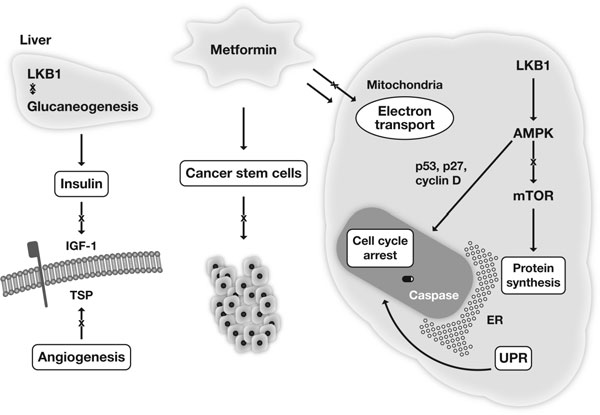 Liver
LKB1
Glucaneogenesis
Insulin
IGF-1
TSP
Angiogenesis
Metformin
Cancer stem cells
Mitochondria
Electron
transport
LKB1
AMPK
p53, p27,
cyclin D
mTOR
Cell cycle
arrest
Caspase
Protein
synthesis
ER
UPR